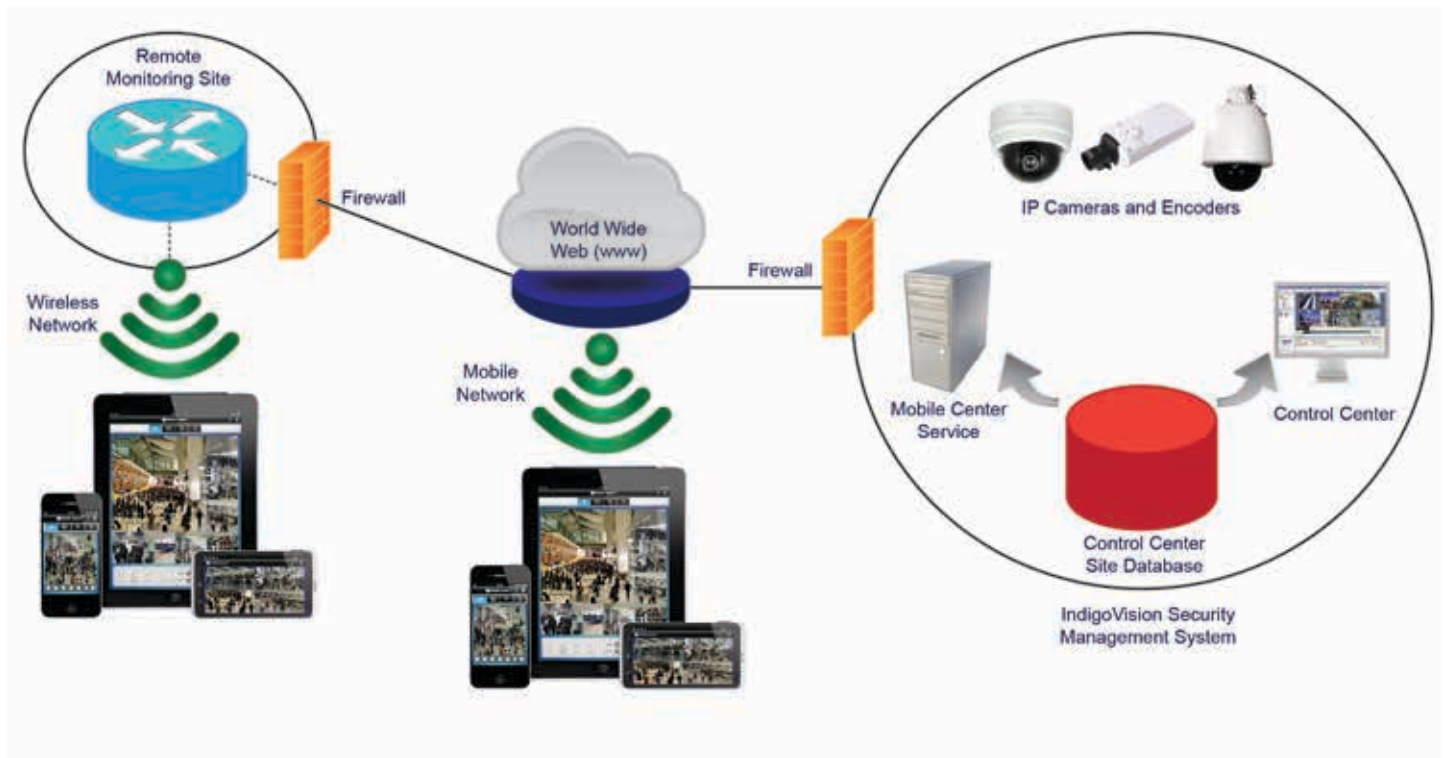 Remote
Monitoring Site
Firewall
Wireless
Network
World Wide
Web (www)
Mobile
Network
Firewall
IP Cameras and Encoders
Mobile Center
Service
Control Center
Control Center
Site Database
IndigoVision Security
Management System